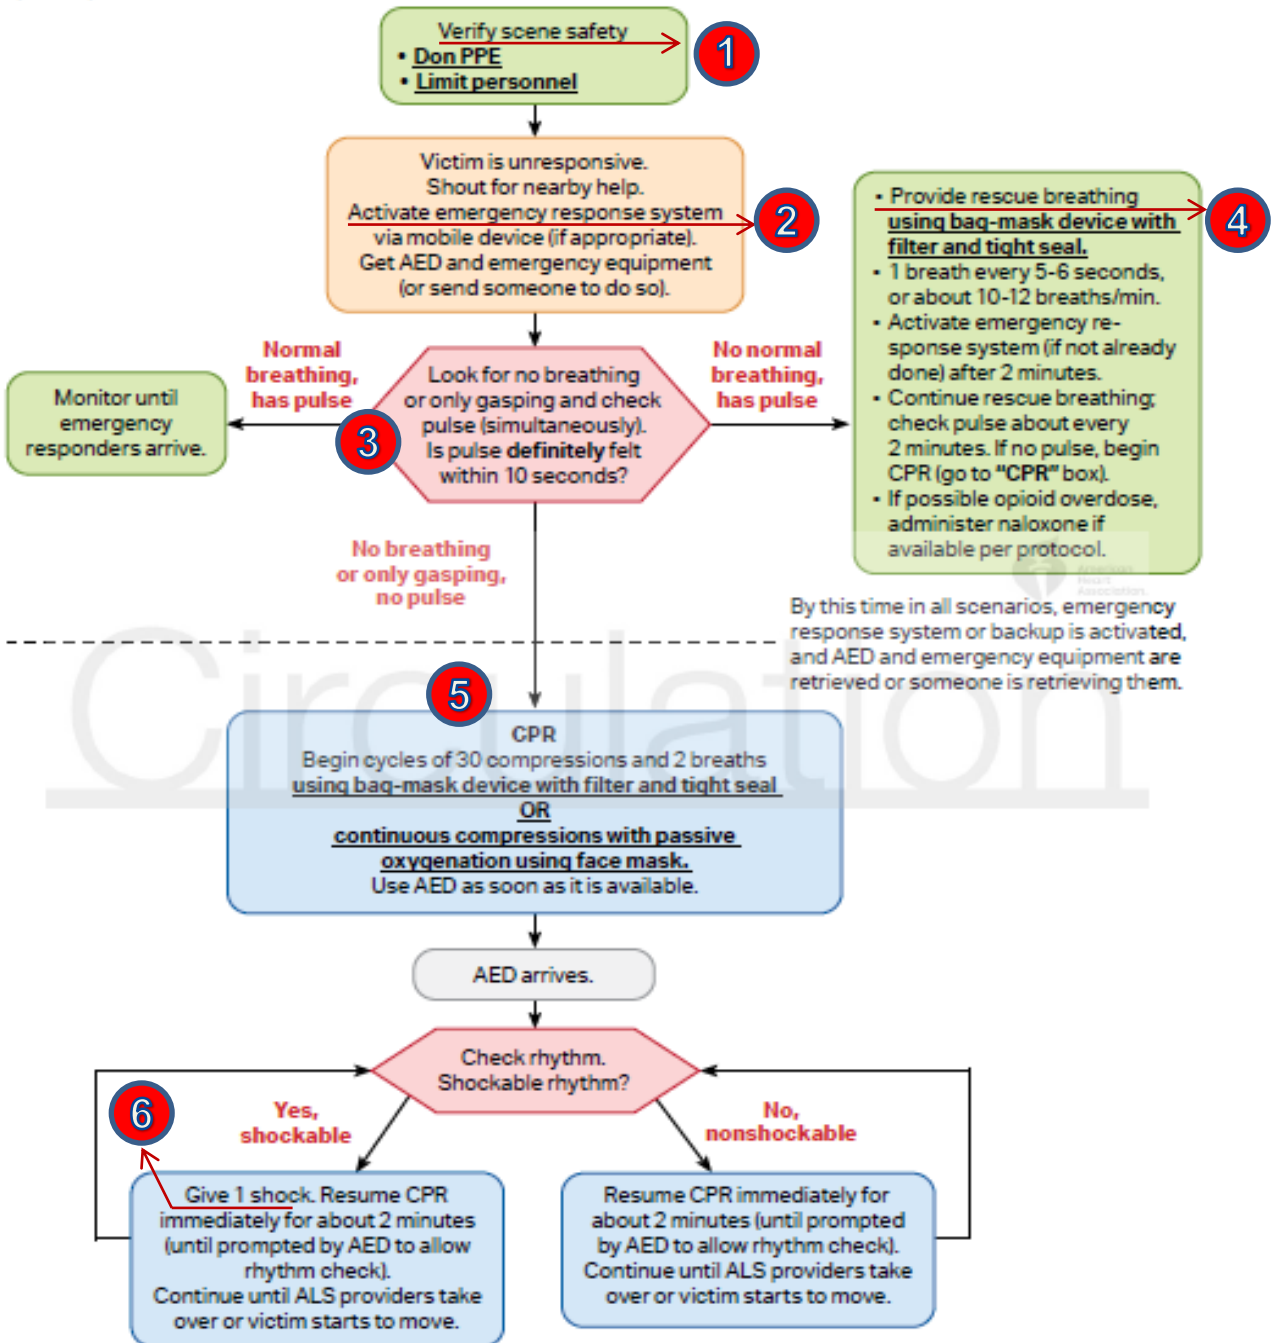 Verify scene safety
• Don PPE
• Limit personnel
1
Victim is unresponsive.
Shout for nearby help.
Activate emergency response system
via mobile device (if appropriate).
Get AED and emergency equipment
(or send someone to do so).
2
Normal
breathing,
has pulse
Monitor until
emergency
responders arrive.
3
Look for no breathing
or only gasping and check
pulse (simultaneously).
Is pulse definitely felt
within 10 seconds?
No normal
breathing,
has pulse
• Provide rescue breathing
using bag-mask device with
filter and tight seal.
• 1 breath every 5-6 seconds,
or about 10-12 breaths/min.
• Activate emergency re-
sponse system (if not already
done) after 2 minutes.
• Continue rescue breathing;
check pulse about every
2 minutes. If no pulse, begin
CPR (go to "CPR" box).
• If possible opioid overdose,
administer naloxone if
available per protocol.
4
American
Heart
Association.
No breathing
or only gasping,
no pulse
By this time in all scenarios, emergency
response system or backup is activated,
and AED and emergency equipment are
retrieved or someone is retrieving them.
Circulation
5
CPR
Begin cycles of 30 compressions and 2 breaths
using bag-mask device with filter and tight seal
OR
continuous compressions with passive
oxygenation using face mask.
Use AED as soon as it is available.
AED arrives.
Check rhythm.
Shockable rhythm?
6
Yes,
shockable
No,
nonshockable
Give 1 shock. Resume CPR
immediately for about 2 minutes
(until prompted by AED to allow
rhythm check).
Continue until ALS providers take
over or victim starts to move.
Resume CPR immediately for
about 2 minutes (until prompted
by AED to allow rhythm check).
Continue until ALS providers take
over or victim starts to move.